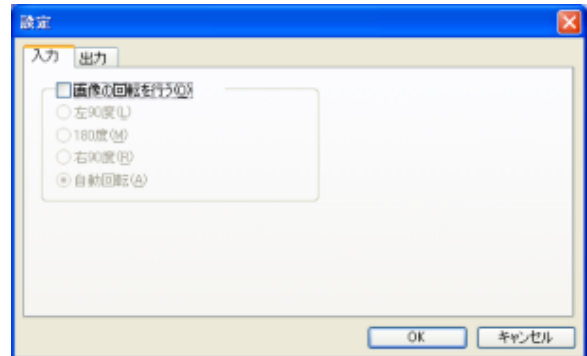 設定
入力 出力
画像の回転を行う(O)
左90度(L)
180度(M)
右90度(R)
自動回転(A)
OK キャンセル